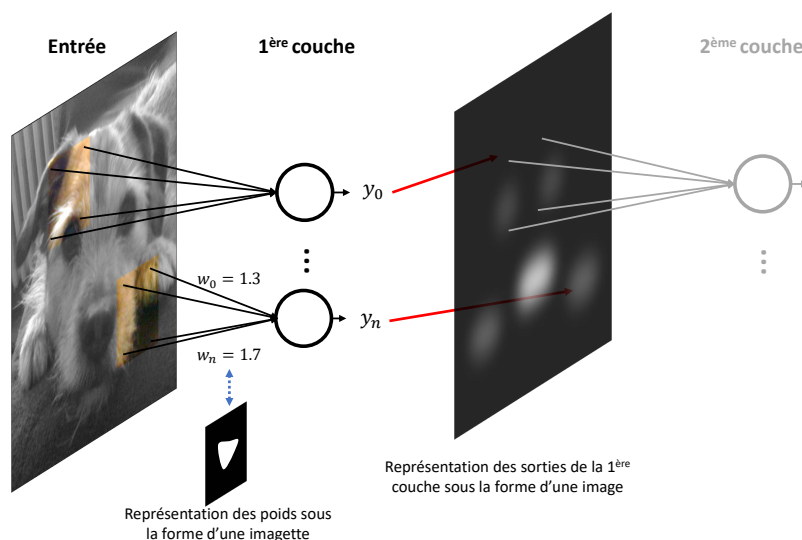 Entrée
1ère couche
2ème couche
y₀
w₀ = 1.3
yₙ
wₙ = 1.7
Représentation des sorties de la 1ère
couche sous la forme d'une image
Représentation des poids sous
la forme d'une imagette